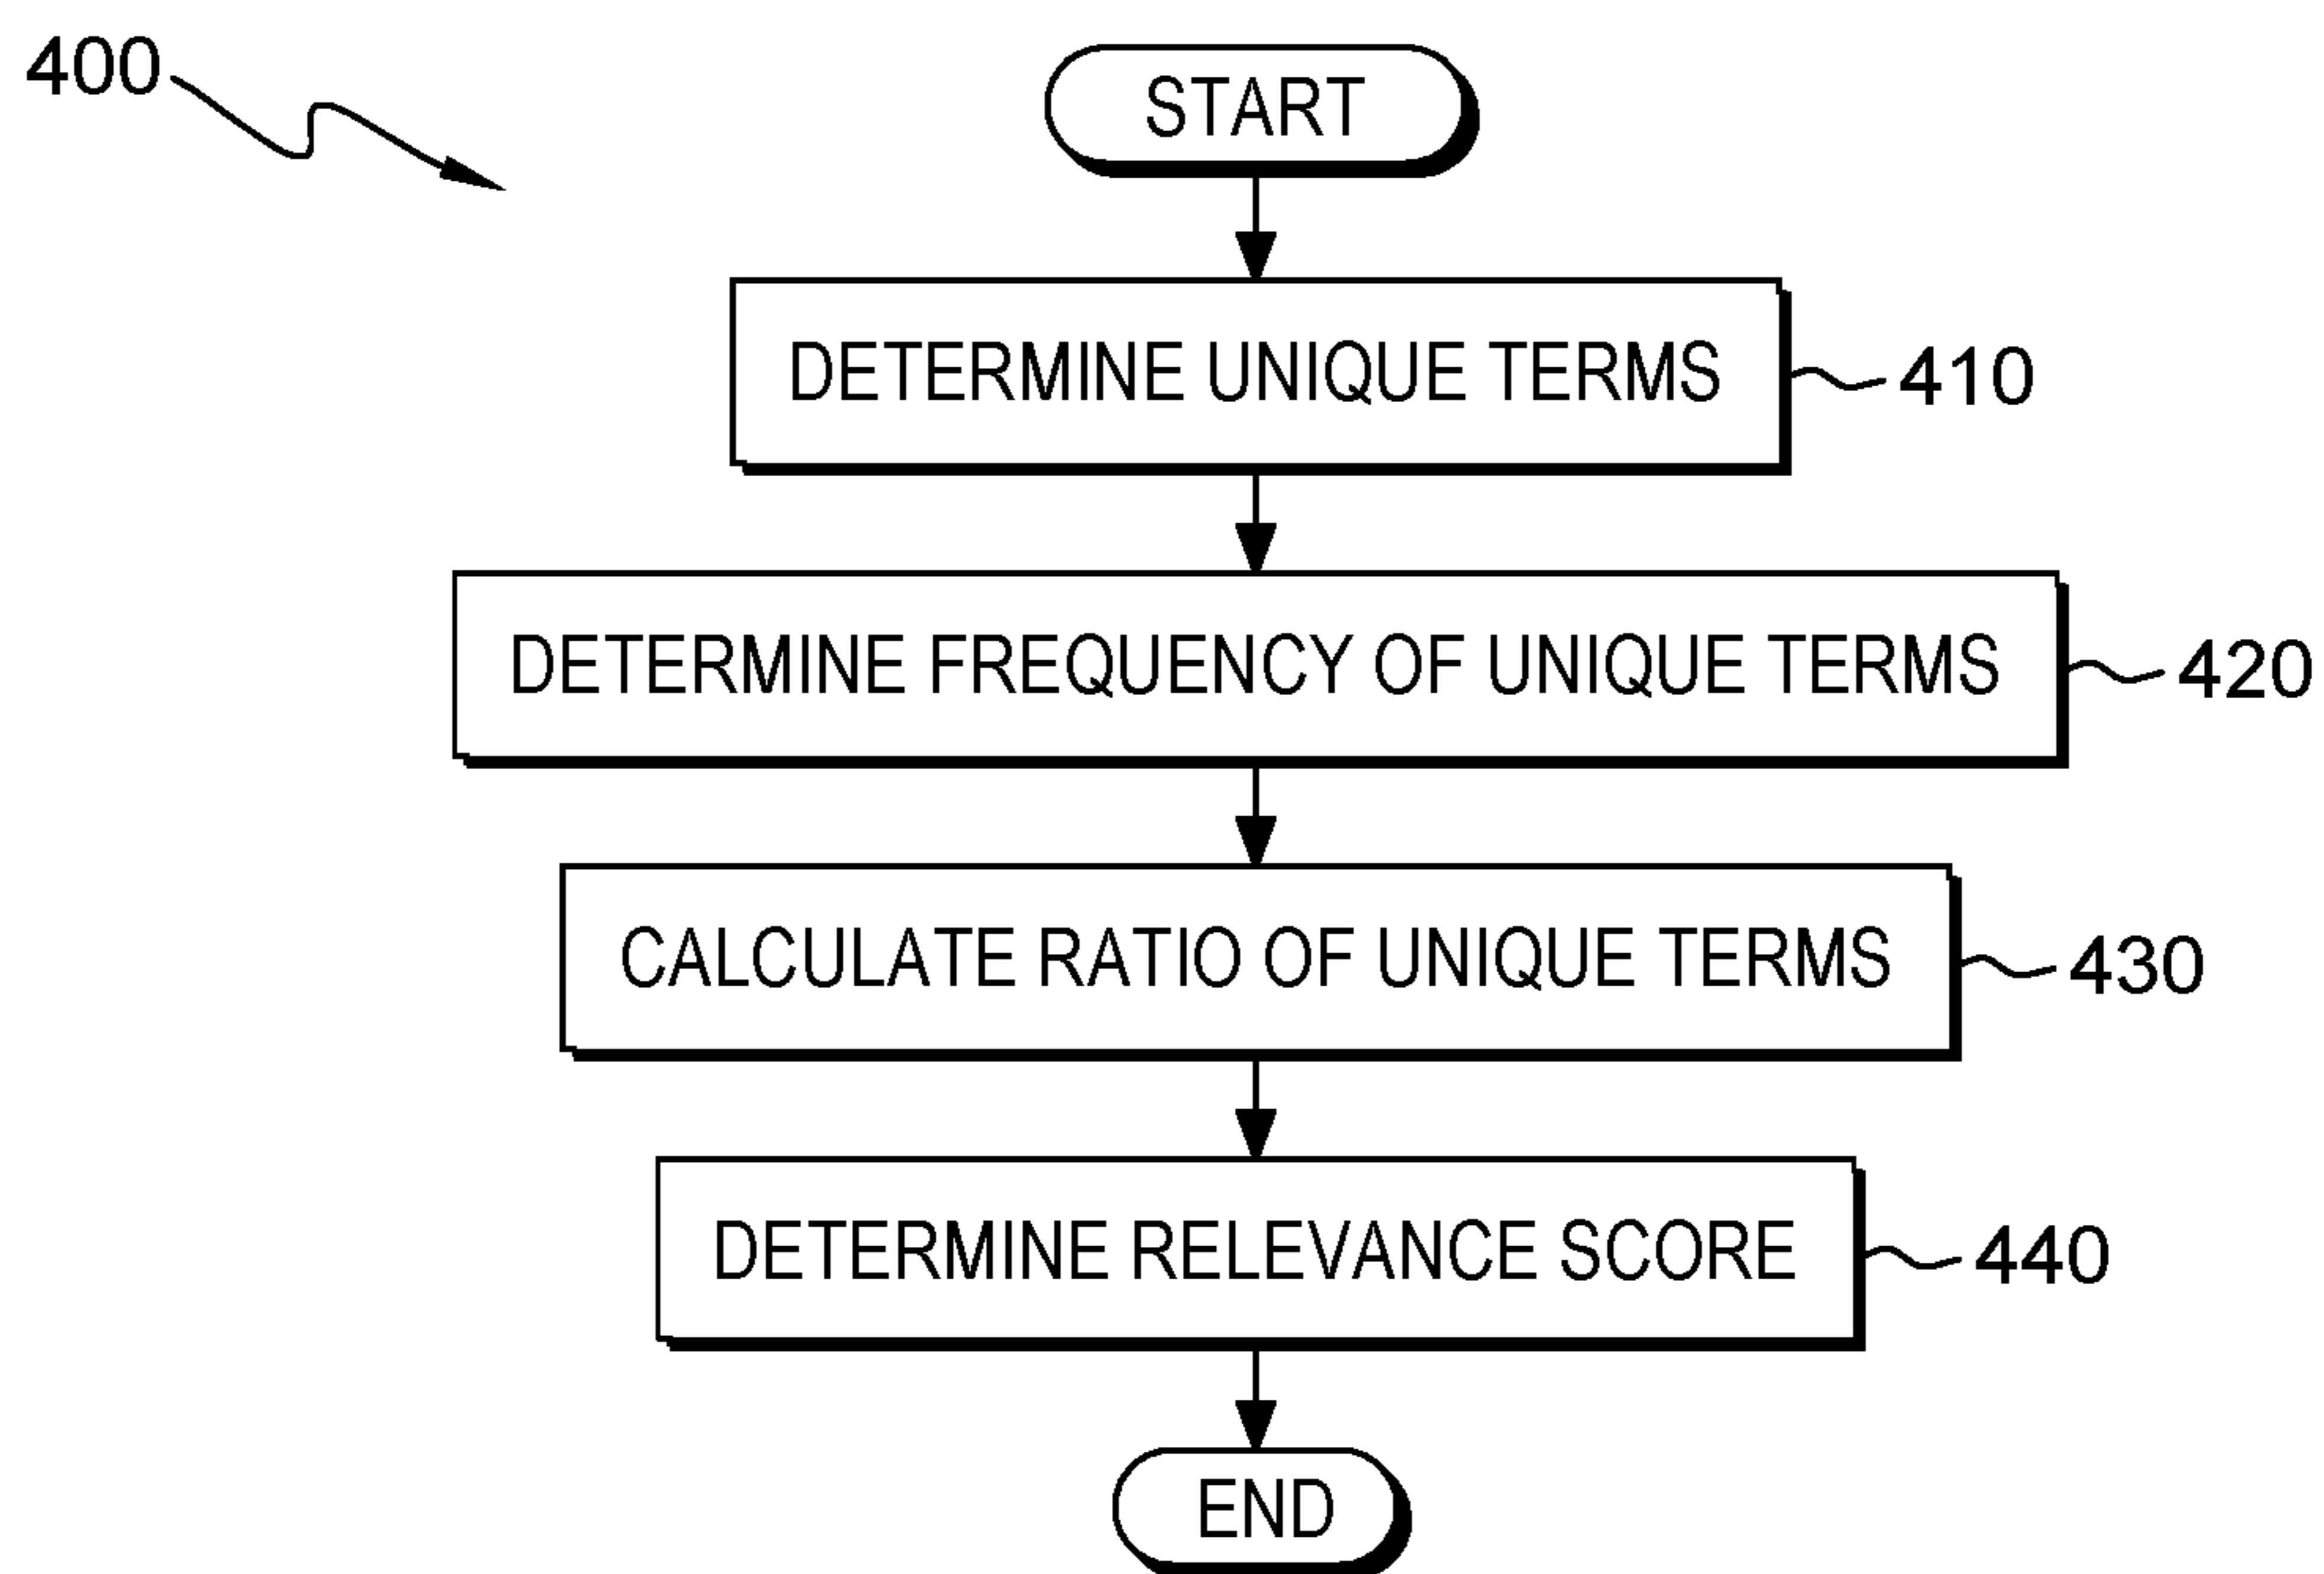 400
START
DETERMINE UNIQUE TERMS
410
DETERMINE FREQUENCY OF UNIQUE TERMS
420
CALCULATE RATIO OF UNIQUE TERMS
430
DETERMINE RELEVANCE SCORE
440
END